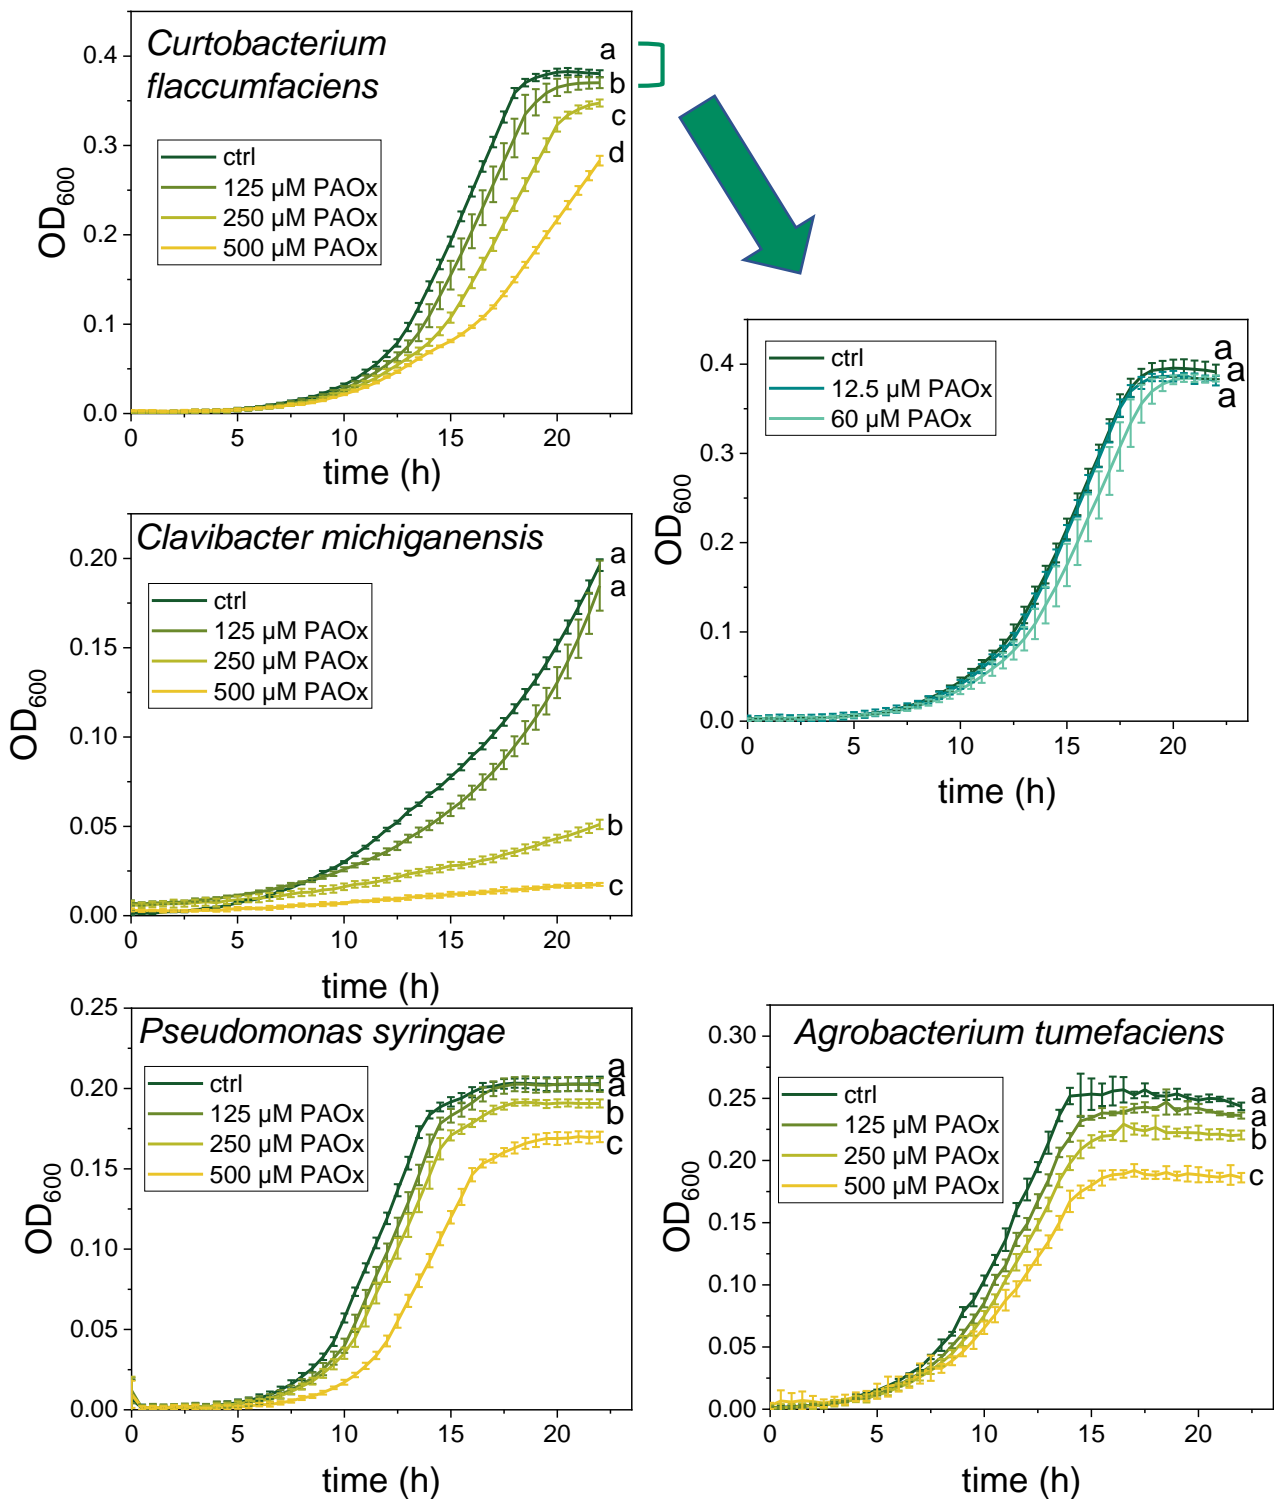 Curtobacterium
flaccumfaciens
ctrl
125 µM PAOx
250 µM PAOx
500 µM PAOx
a
b
c
d
OD600
0.4
0.3
0.2
0.1
0.0
0 5 10 15 20
time (h)
ctrl
12.5 µM PAOx
60 µM PAOx
a
a
a
OD600
0.4
0.3
0.2
0.1
0.0
0 5 10 15 20
time (h)
Clavibacter michiganensis
ctrl
125 µM PAOx
250 µM PAOx
500 µM PAOx
a
a
b
c
OD600
0.20
0.15
0.10
0.05
0.00
0 5 10 15 20
time (h)
Pseudomonas syringae
ctrl
125 µM PAOx
250 µM PAOx
500 µM PAOx
a
a
b
c
OD600
0.25
0.20
0.15
0.10
0.05
0.00
0 5 10 15 20
time (h)
Agrobacterium tumefaciens
ctrl
125 µM PAOx
250 µM PAOx
500 µM PAOx
a
a
b
c
OD600
0.30
0.25
0.20
0.15
0.10
0.05
0.00
0 5 10 15 20
time (h)